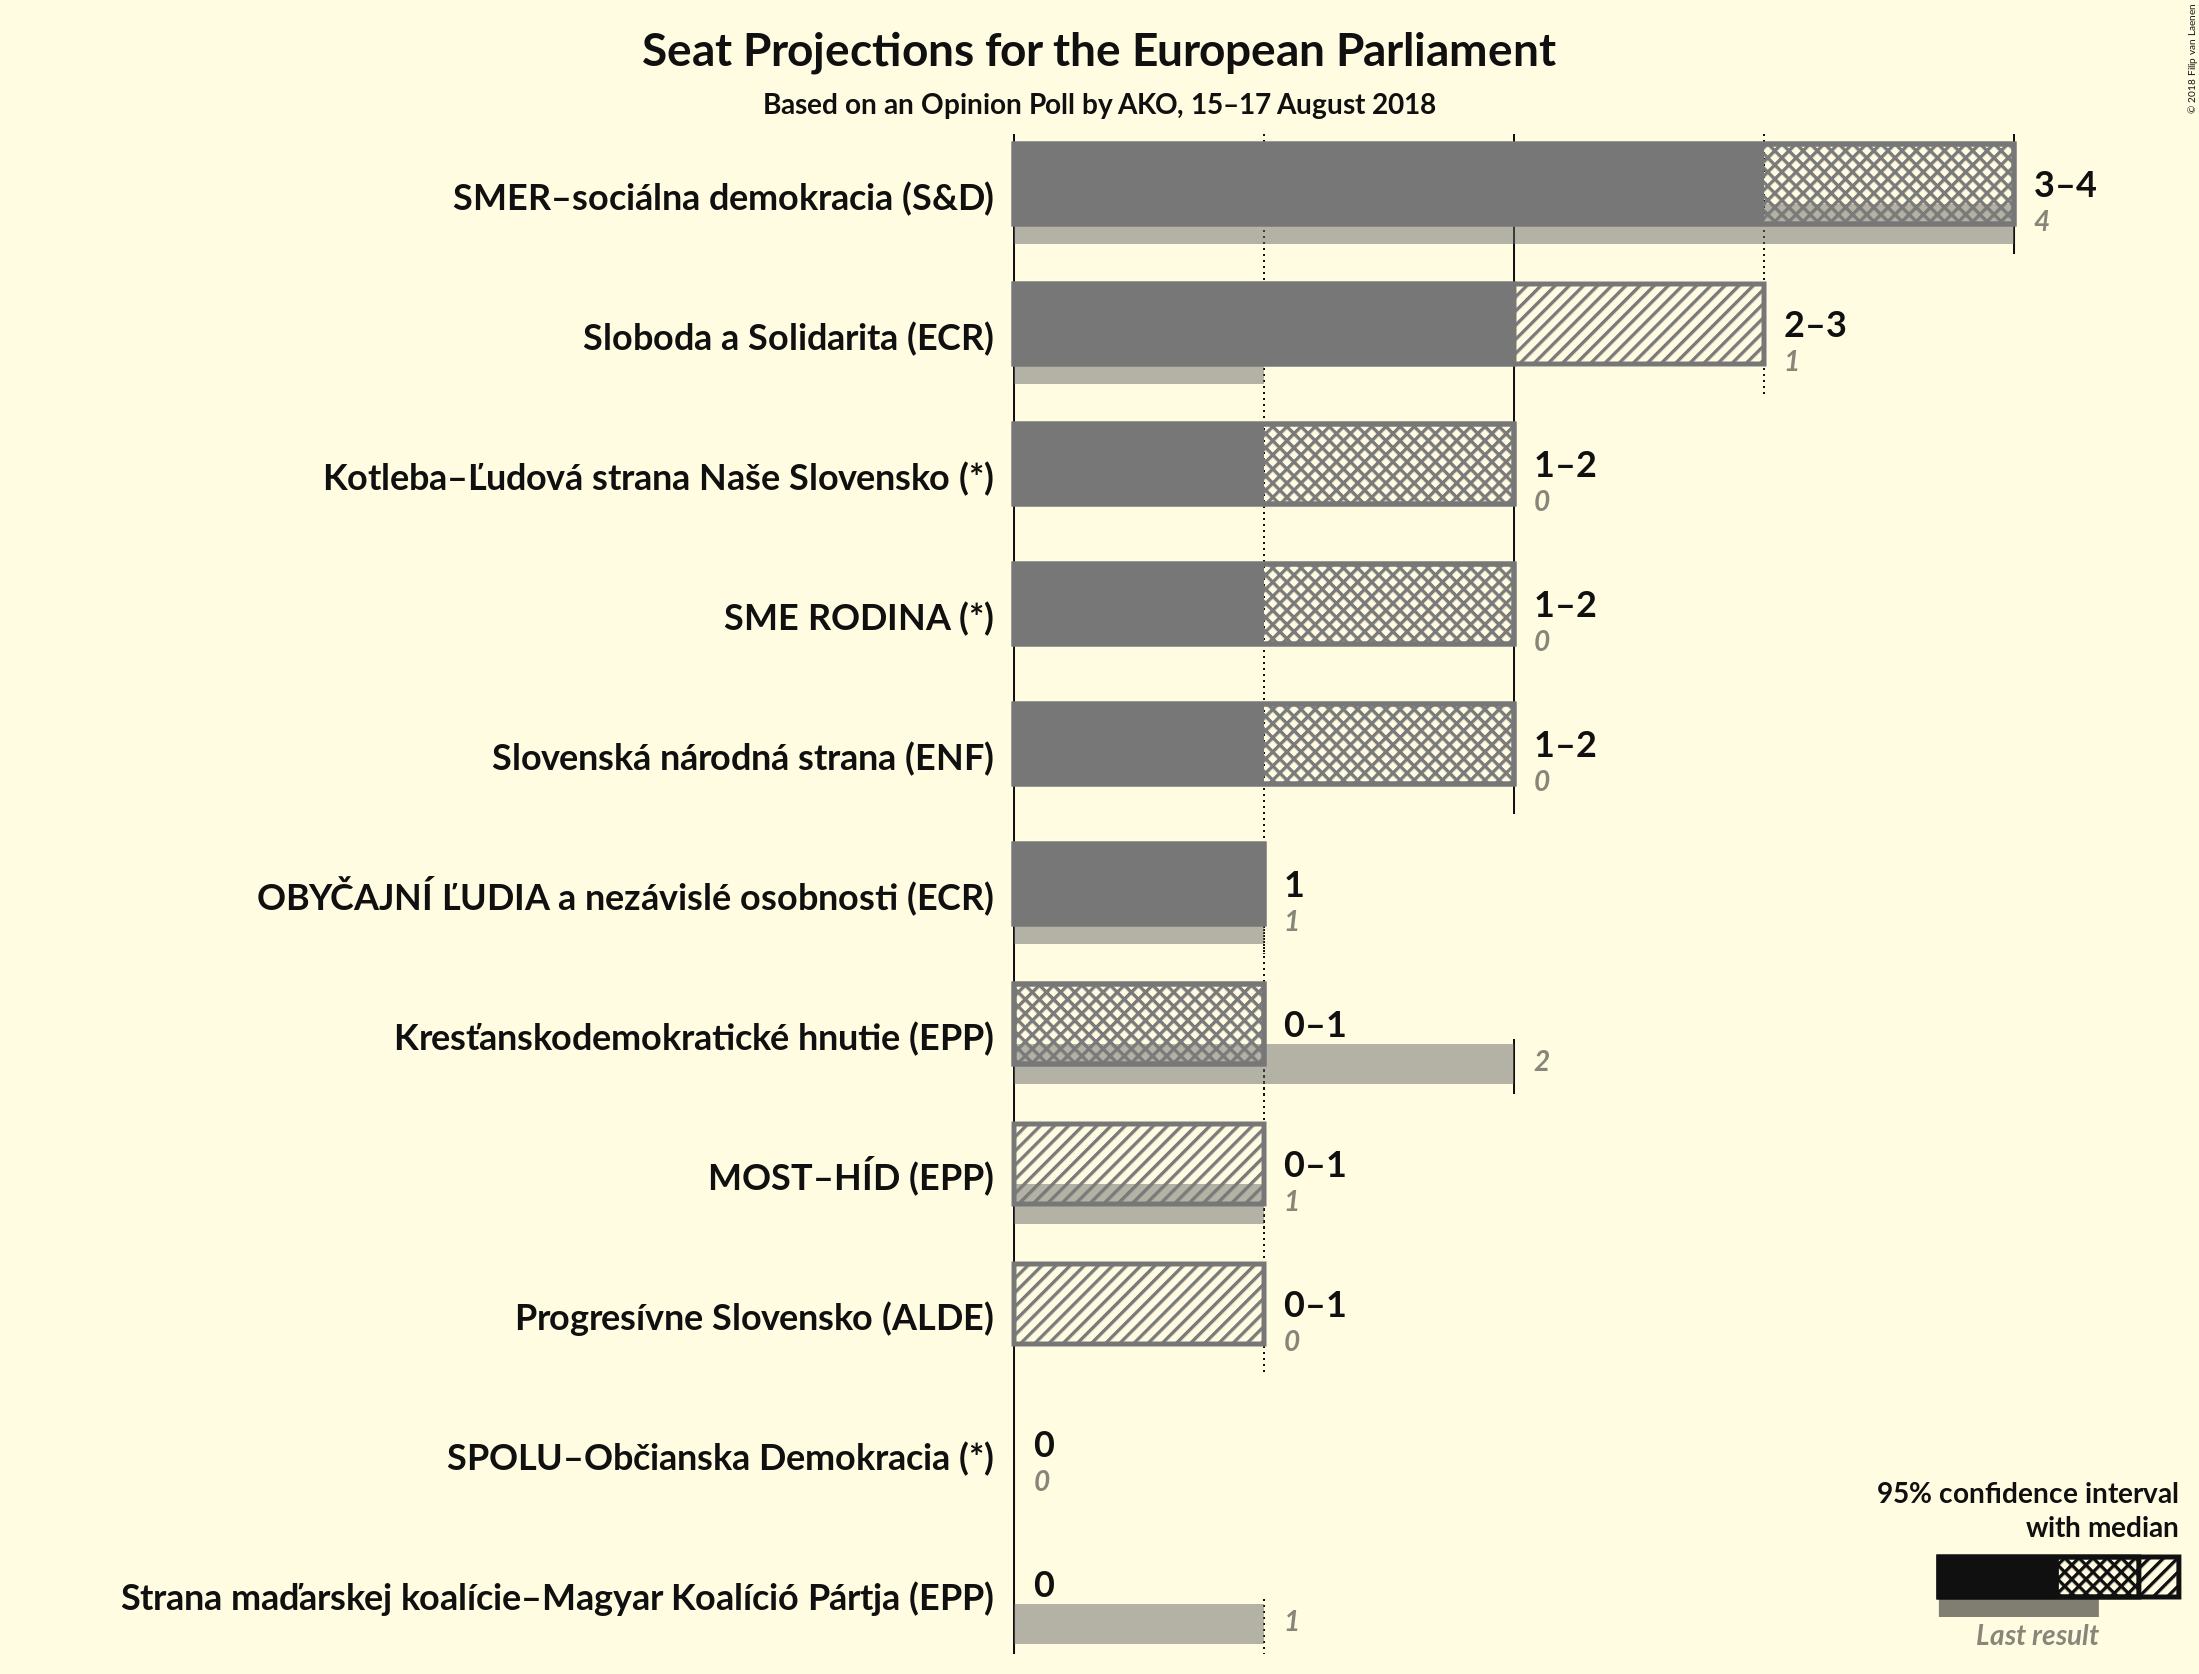 Seat Projections for the European Parliament
Based on an Opinion Poll by AKO, 15–17 August 2018
© 2018 Filip van Laenen
SMER–sociálna demokracia (S&D)
3–4
4
Sloboda a Solidarita (ECR)
2–3
1
Kotleba–Ľudová strana Naše Slovensko (*)
1–2
0
SME RODINA (*)
1–2
0
Slovenská národná strana (ENF)
1–2
0
OBYČAJNÍ ĽUDIA a nezávislé osobnosti (ECR)
1
1
Kresťanskodemokratické hnutie (EPP)
0–1
2
MOST–HÍD (EPP)
0–1
1
Progresívne Slovensko (ALDE)
0–1
0
SPOLU–Občianska Demokracia (*)
0
0
Strana maďarskej koalície–Magyar Koalíció Pártja (EPP)
0
1
95% confidence interval
with median
Last result